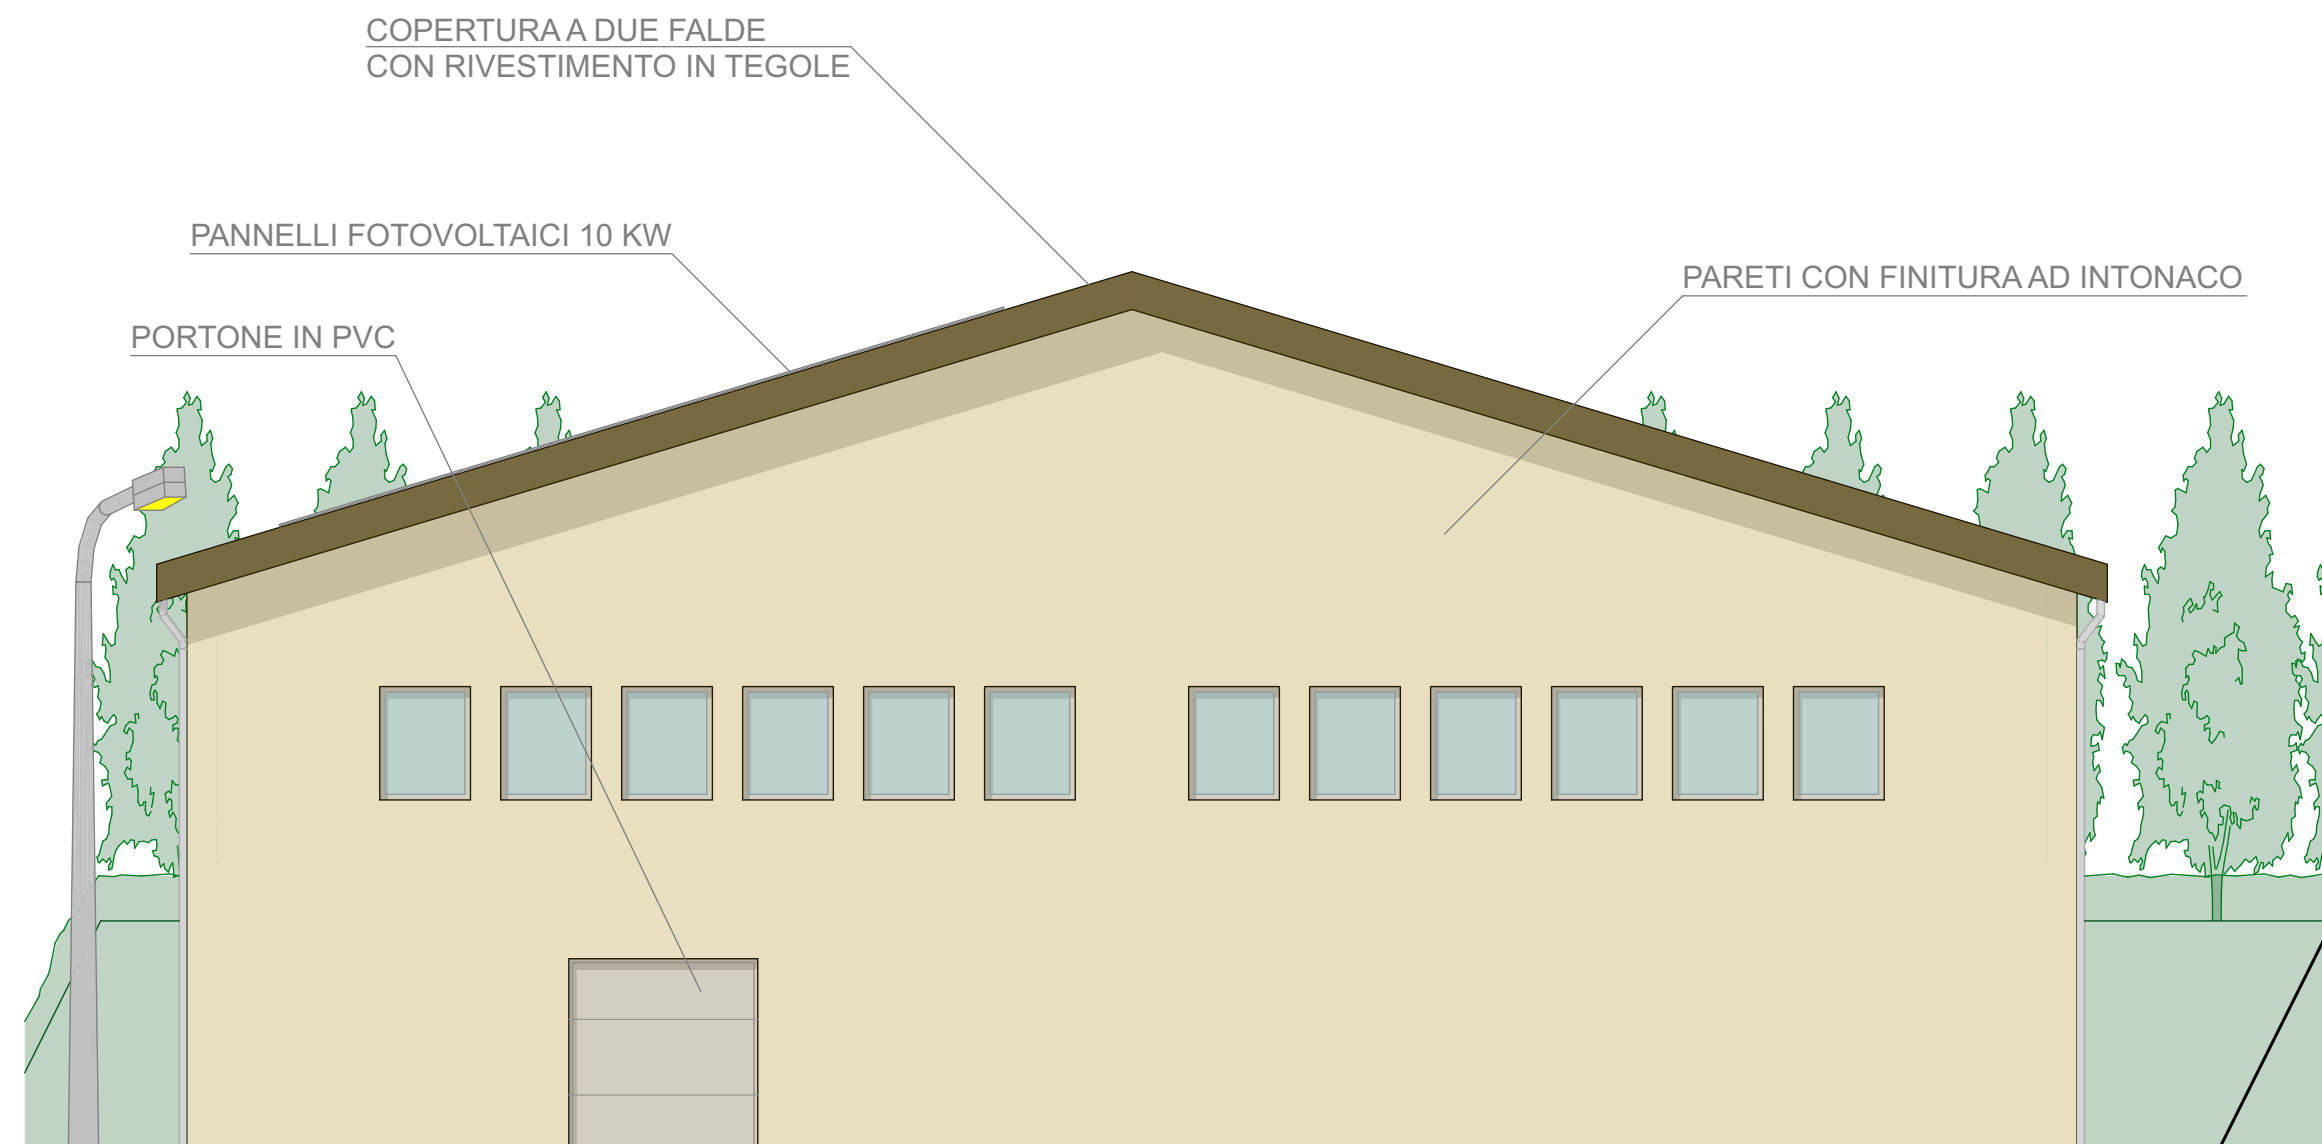 COPERTURA A DUE FALDE
CON RIVESTIMENTO IN TEGOLE
PANNELLI FOTOVOLTAICI 10 KW
PARETI CON FINITURA AD INTONACO
PORTONE IN PVC